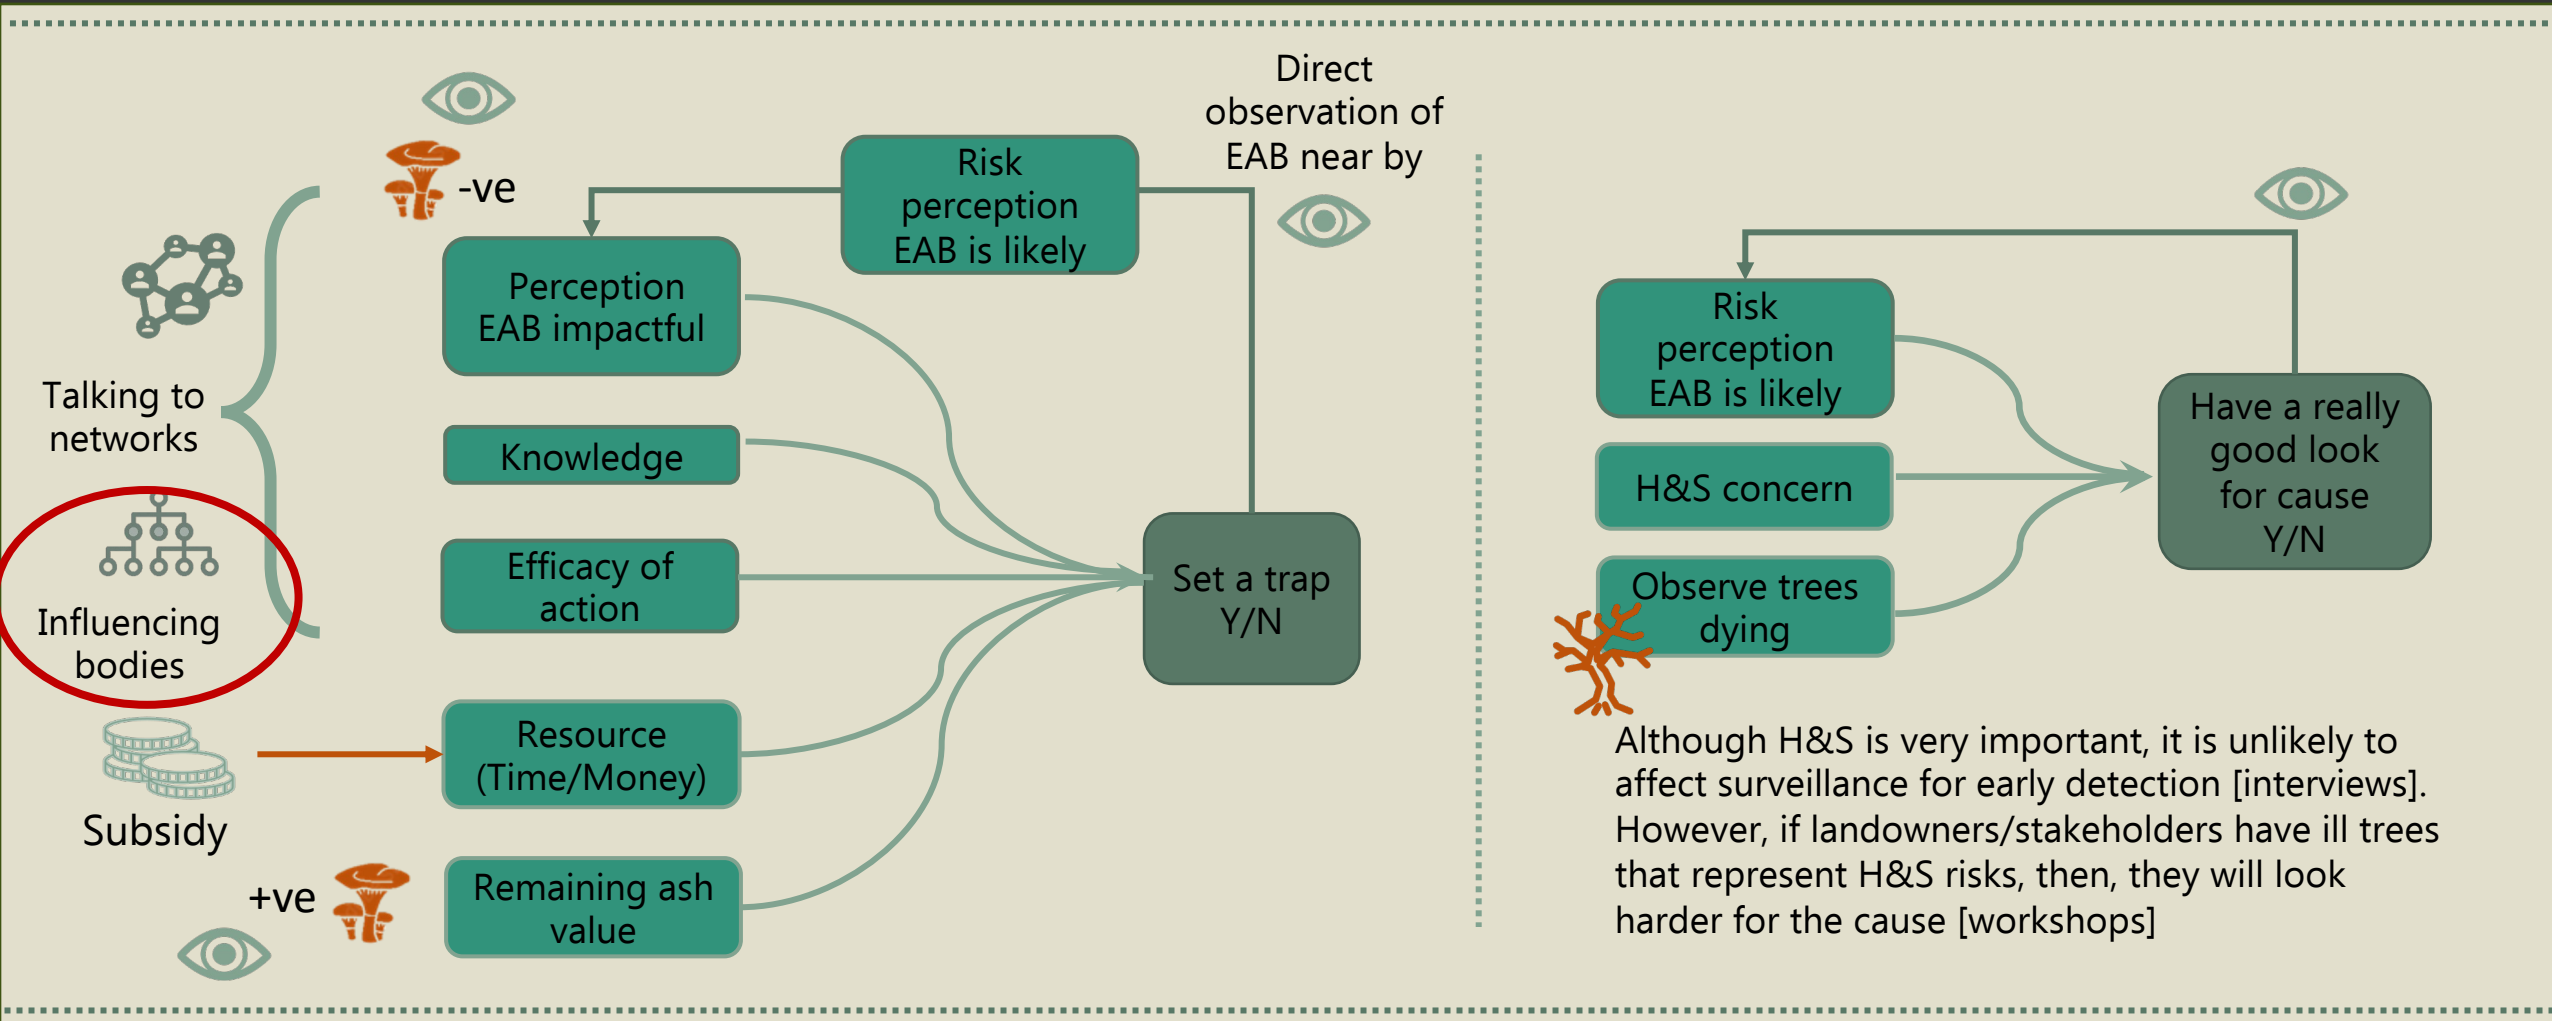 -ve
Talking to
networks
Influencing
bodies
Subsidy
+ve
Perception
EAB impactful
Knowledge
Efficacy of
action
Resource
(Time/Money)
Remaining ash
value
Risk
perception
EAB is likely
Direct
observation of
EAB near by
Set a trap
Y/N
Risk
perception
EAB is likely
H&S concern
Observe trees
dying
Have a really
good look
for cause
Y/N
Although H&S is very important, it is unlikely to
affect surveillance for early detection [interviews].
However, if landowners/stakeholders have ill trees
that represent H&S risks, then, they will look
harder for the cause [workshops]